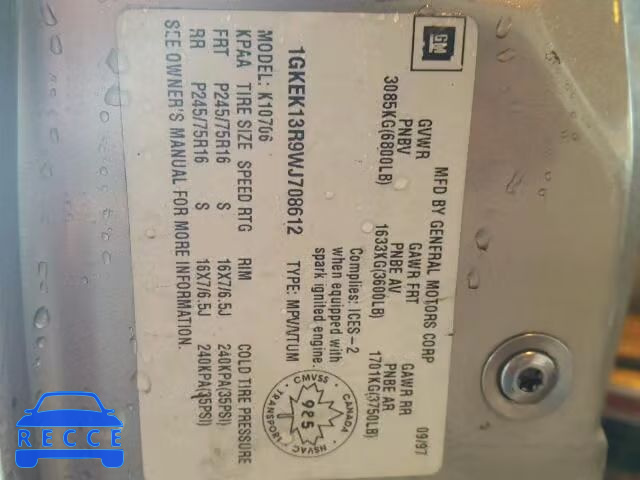 GM
MFD BY GENERAL MOTORS CORP 09/97
GVWR GAWR FRT GAWR RR
PNBV PNBE AV PNBE AR
3085KG(6800LB) 1633KG(3600LB) 1701KG(3750LB)
Complies: ICES-2
when equipped with
spark ignited engine.
1GKEK13R9WJ708612 TYPE: MPV/VTUM
MODEL: K10706
KPAA TIRE SIZE SPEED RTG RIM COLD TIRE PRESSURE
FRT P245/75R16 S 16X7/6.5J 240KPA(35PSI)
RR P245/75R16 S 16X7/6.5J 240KPA(35PSI)
SEE OWNER'S MANUAL FOR MORE INFORMATION.
CMVSS
CANADA
TRANSPORT
NSVAC
RECCE